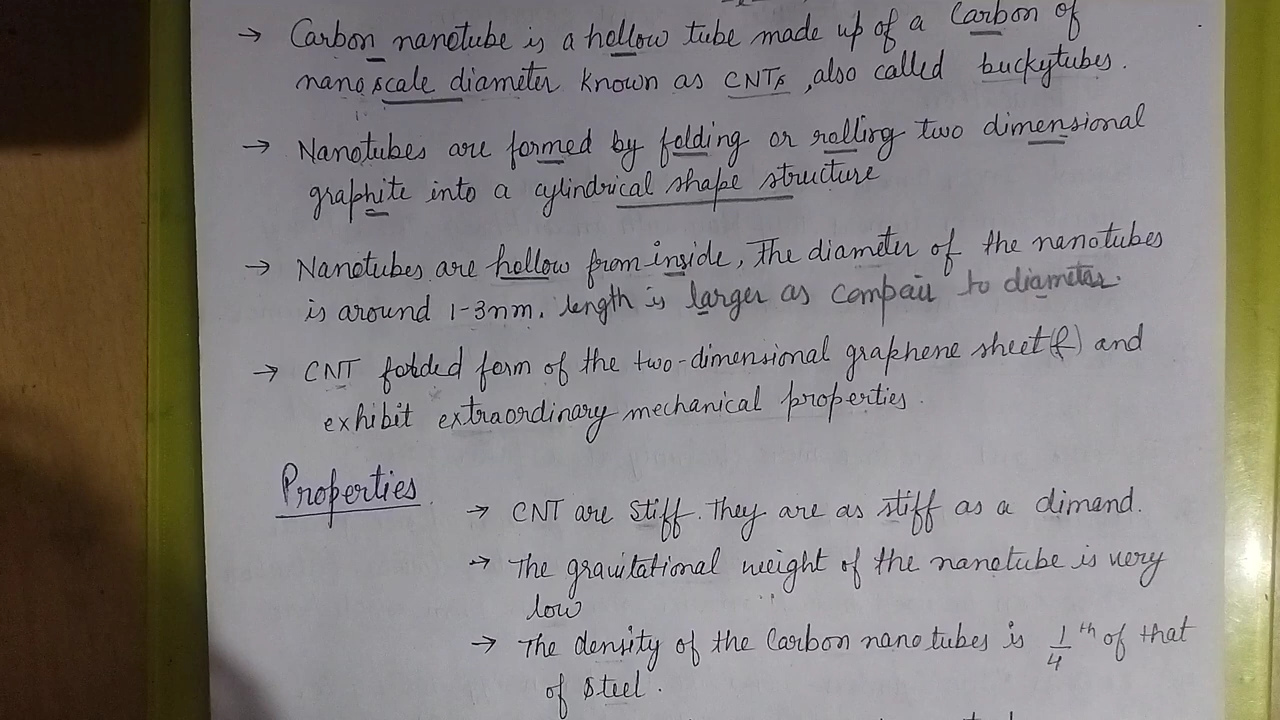 → Carbon nanotube is a hollow tube made up of a Carbon of
nano scale diameter known as CNTs, also called buckytubes.
→ Nanotubes are formed by folding or rolling two dimensional
graphite into a cylindrical shape structure
→ Nanotubes are hollow from inside, The diameter of the nanotubes
is around 1-3nm. length is larger as compair to diameter.
→ CNT folded form of the two-dimensional graphene sheet(f) and
exhibit extraordinary mechanical properties.
Properties
→ CNT are stiff. They are as stiff as a dimand.
→ The gravitational weight of the nanotube is very
low
→ The density of the Carbon nanotubes is 1/4 th of that
of steel.